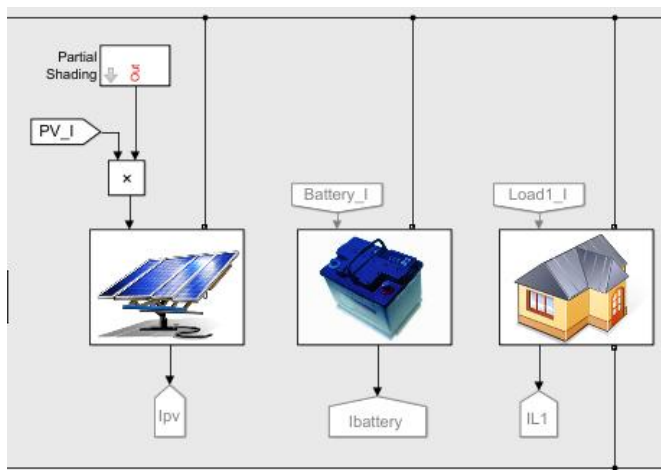 Partial
Shading
Out
PV_I
×
Battery_I
Load1_I
Ipv
Ibattery
IL1